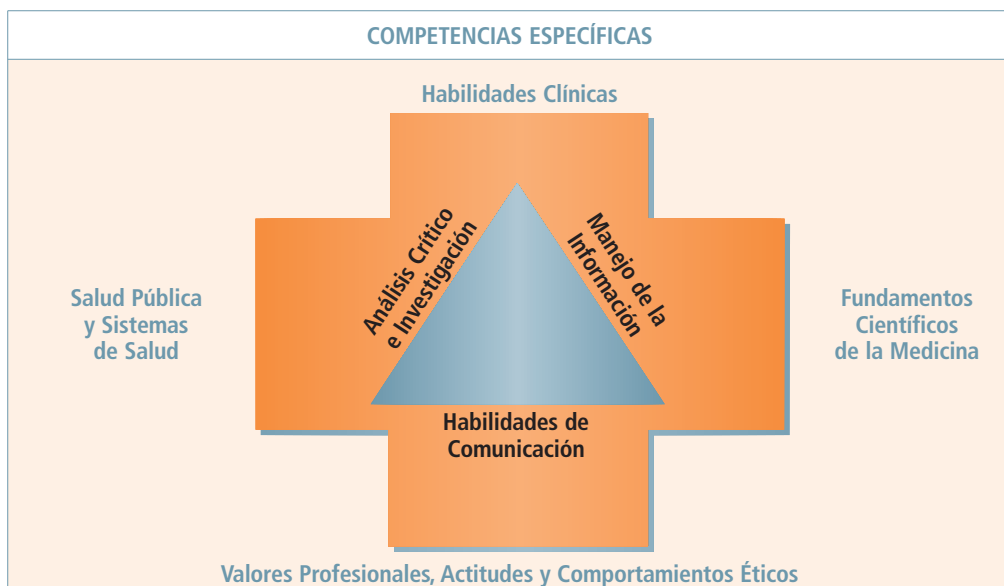 COMPETENCIAS ESPECÍFICAS
Habilidades Clínicas
Análisis Crítico
e Investigación
Manejo de la
Información
Salud Pública
y Sistemas
de Salud
Fundamentos
Científicos
de la Medicina
Habilidades de
Comunicación
Valores Profesionales, Actitudes y Comportamientos Éticos